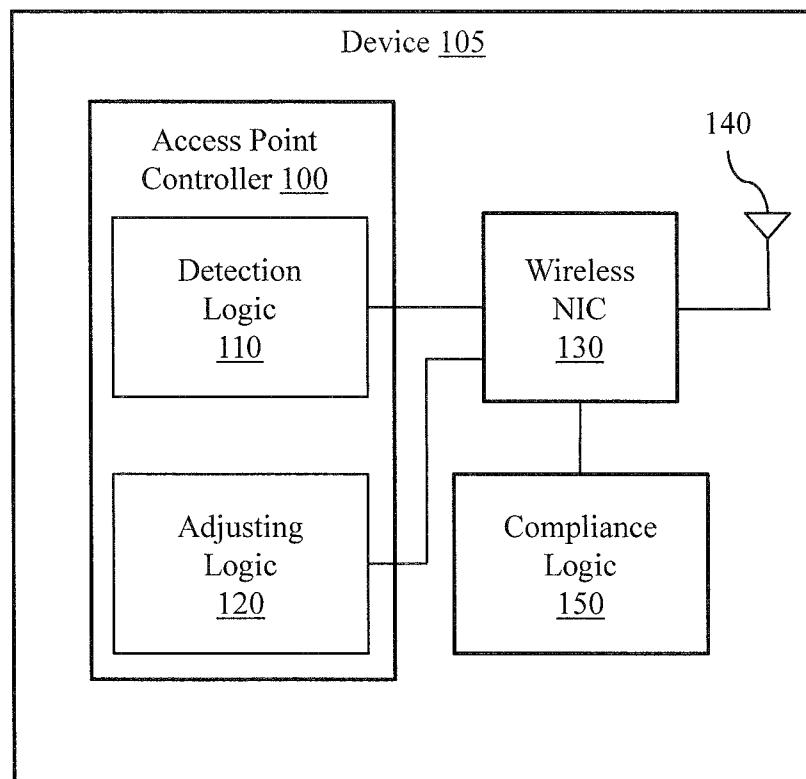 Device 105
Access Point
Controller 100
Detection
Logic
110
Adjusting
Logic
120
Wireless
NIC
130
140
Compliance
Logic
150